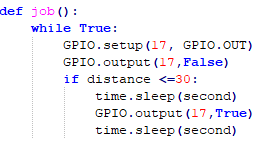 def job():
    while True:
        GPIO.setup(17, GPIO.OUT)
        GPIO.output(17,False)
        if distance <=30:
            time.sleep(second)
            GPIO.output(17,True)
            time.sleep(second)